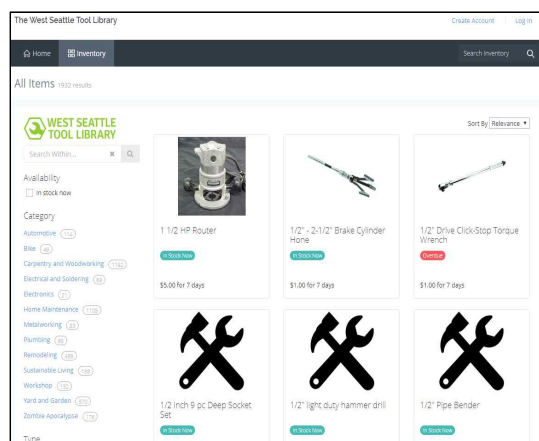 The West Seattle Tool Library
Create Account
Log In
Home
Inventory
Search Inventory
All Items 1932 results
WEST SEATTLE
TOOL LIBRARY
Sort By Relevance
Search Within...
Availability
In stock now
Category
Automotive 114
Bike 49
Carpentry and Woodworking 1192
Electrical and Soldering
Electronics 21
Home Maintenance
Metalworking
Plumbing
Remodeling
Sustainable Living
Workshop
Yard and Garden
Zombie Apocalypse
Type
1 1/2 HP Router
In Stock Now
$5.00 for 7 days
1/2" - 2-1/2" Brake Cylinder
Hone
In Stock Now
$1.00 for 7 days
1/2" Drive Click-Stop Torque
Wrench
Overdue
$1.00 for 7 days
1/2 inch 9 pc Deep Socket
Set
In Stock Now
1/2" light duty hammer drill
In Stock Now
1/2" Pipe Bender
In Stock Now